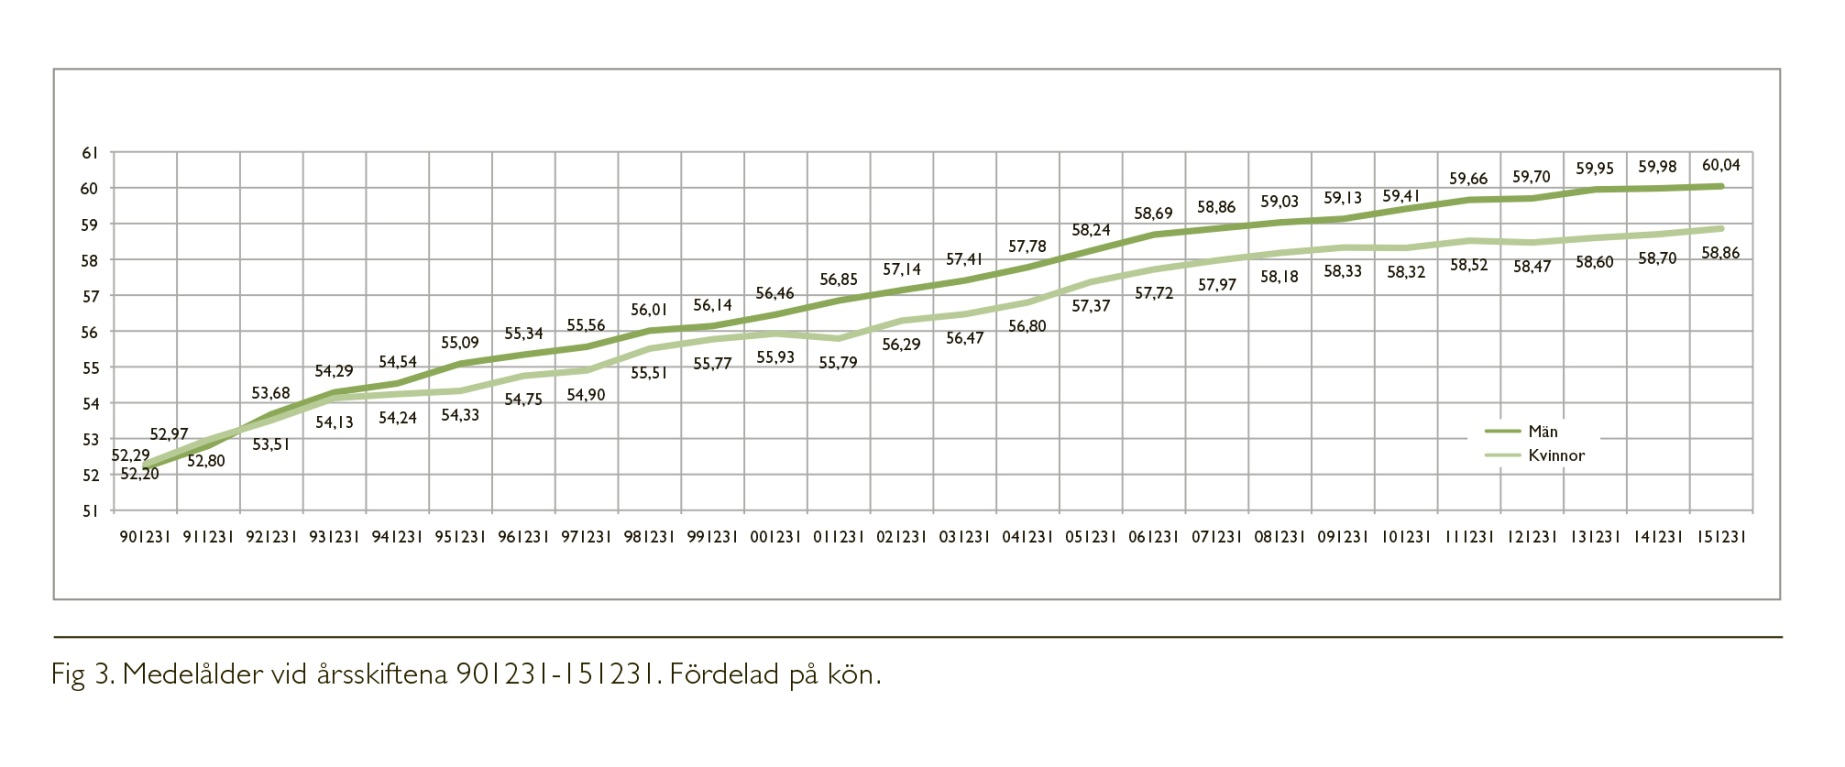 61
60
59
58
57
56
55
54
53
52
51
52,29 52,97 53,68 54,29 54,54 55,09 55,34 55,56 56,01 56,14 56,46 56,85 57,14 57,41 57,78 58,24 58,69 58,86 59,03 59,13 59,41 59,66 59,70 59,95 59,98 60,04
52,20 52,80 53,51 54,13 54,24 54,33 54,75 54,90 55,51 55,77 55,93 55,79 56,29 56,47 56,80 57,37 57,72 57,97 58,18 58,33 58,32 58,52 58,47 58,60 58,70 58,86
Män
Kvinnor
901231 911231 921231 931231 941231 951231 961231 971231 981231 991231 001231 011231 021231 031231 041231 051231 061231 071231 081231 091231 101231 111231 121231 131231 141231 151231
Fig 3. Medelålder vid årsskiftena 901231-151231. Fördelad på kön.